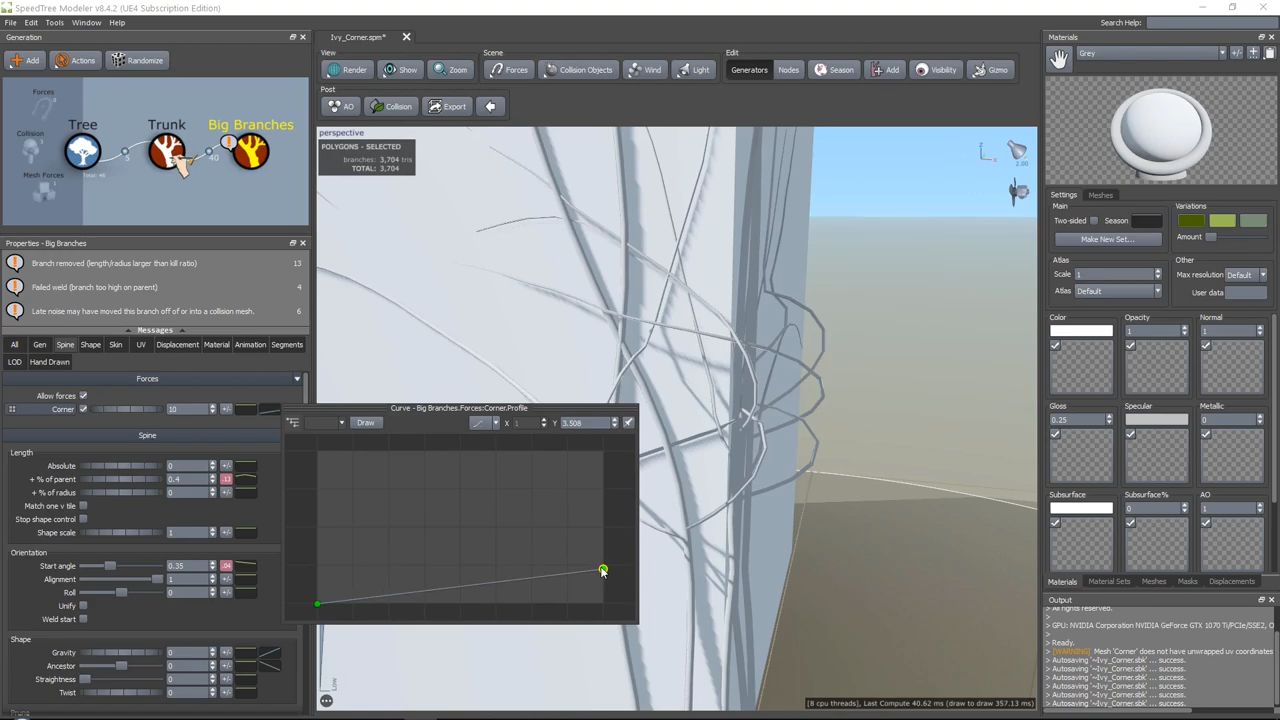 SpeedTree Modeler v8.4.2 (UE4 Subscription Edition)
File Edit Tools Window Help
Search Help:
Generation
Ivy_Corner.spm*
Materials
Add Actions Randomize
View
Scene
Edit
Render Show Zoom Forces Collision Objects Wind Light Generators Nodes Season Add Visibility Gizmo
Grey
Post
AO Collision Export
Forces
Collision
Mesh Forces
Tree Trunk Big Branches
5
40
Total: 46
perspective
POLYGONS - SELECTED
branches: 3,704 tris
TOTAL: 3,704
2.00
Properties - Big Branches
Branch removed (length/radius larger than kill ratio) 13
Failed weld (branch too high on parent) 4
Late noise may have moved this branch off of or into a collision mesh. 6
Messages
All Gen Spine Shape Skin UV Displacement Material Animation Segments
LOD Hand Drawn
Forces
Allow forces
Corner 10
Spine
Length
Absolute 0
+ % of parent 0.4 .13
+ % of radius 0
Match one v tile
Stop shape control
Shape scale 1
Orientation
Start angle 0.35 .04
Alignment 1
Roll 0
Unify
Weld start
Shape
Gravity 0
Ancestor 0
Straightness 0
Twist 0
Curve - Big Branches.Forces:Corner.Profile
Draw X 1 Y 3.508
[8 cpu threads], Last Compute 40.62 ms (draw to draw 357.13 ms)
Settings Meshes
Main
Variations
Two-sided Season
Make New Set...
Amount
Atlas
Other
Scale 1
Max resolution Default
Atlas Default
User data
Color Opacity 1 Normal 1
Gloss Specular Metallic
0.25 0
Subsurface Subsurface% AO
0 1
Materials Material Sets Meshes Masks Displacements
Output
> All rights reserved.
>
> GPU: NVIDIA Corporation NVIDIA GeForce GTX 1070 Ti/PCIe/SSE2, O
>
> Ready.
> [WARNING] Mesh 'Corner' does not have unwrapped uv coordinates
> Autosaving '~Ivy_Corner.sbk' ... success.
> Autosaving '~Ivy_Corner.sbk' ... success.
> Autosaving '~Ivy_Corner.sbk' ... success.
> Autosaving '~Ivy_Corner.sbk' ... success.
> Autosaving '~Ivy_Corner.sbk' ... success.